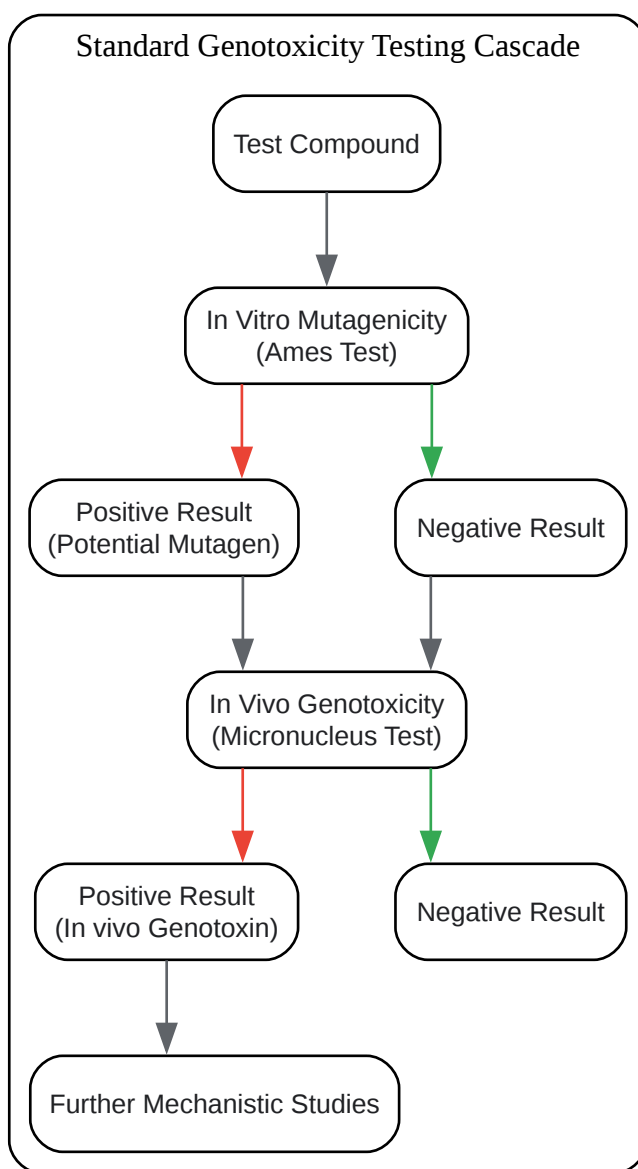 Standard Genotoxicity Testing Cascade
Test Compound
In Vitro Mutagenicity
(Ames Test)
Positive Result
(Potential Mutagen)
Negative Result
In Vivo Genotoxicity
(Micronucleus Test)
Positive Result
(In vivo Genotoxin)
Negative Result
Further Mechanistic Studies